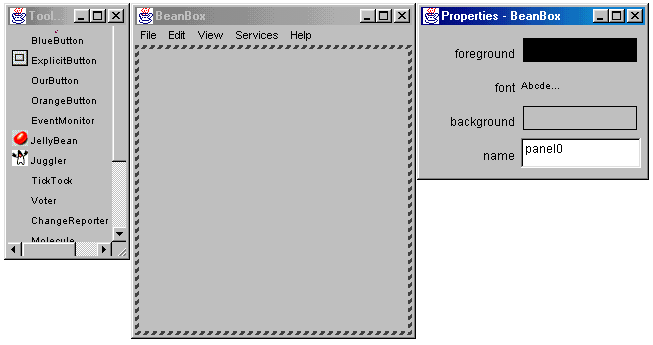 Tool...
BlueButton
ExplicitButton
OurButton
OrangeButton
EventMonitor
JellyBean
Juggler
TickTock
Voter
ChangeReporter
Molecule
BeanBox
File Edit View Services Help
Properties - BeanBox
foreground
font Abcde...
background
name panel0